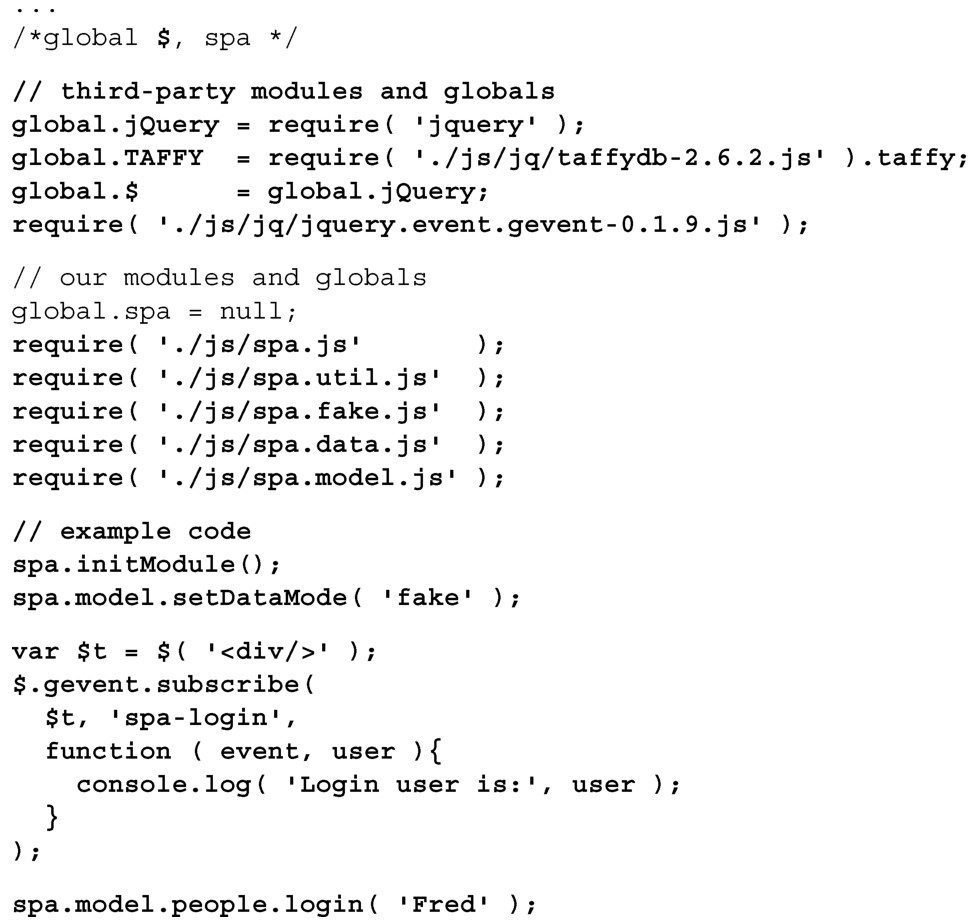 ...
/*global $, spa */
// third-party modules and globals
global.jQuery = require( 'jquery' );
global.TAFFY  = require( './js/jq/taffydb-2.6.2.js' ).taffy;
global.$      = global.jQuery;
require( './js/jq/jquery.event.gevent-0.1.9.js' );
// our modules and globals
global.spa = null;
require( './js/spa.js'       );
require( './js/spa.util.js'  );
require( './js/spa.fake.js'  );
require( './js/spa.data.js'  );
require( './js/spa.model.js' );
// example code
spa.initModule();
spa.model.setDataMode( 'fake' );
var $t = $( '<div/>' );
$.gevent.subscribe(
  $t, 'spa-login',
  function ( event, user ){
    console.log( 'Login user is:', user );
  }
);
spa.model.people.login( 'Fred' );